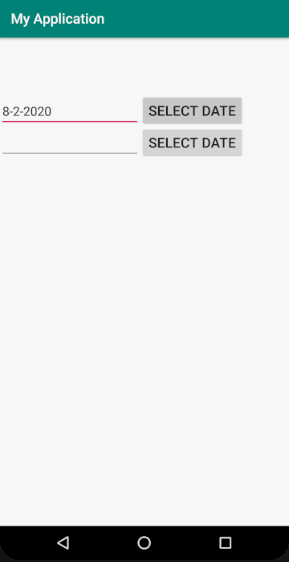 My Application
8-2-2020 SELECT DATE
SELECT DATE